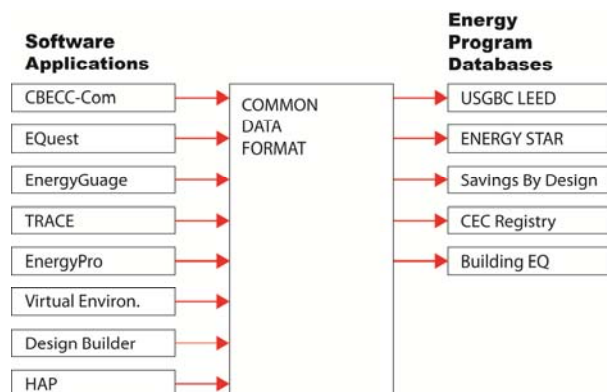 Software
Applications
CBECC-Com
EQuest
EnergyGuage
TRACE
EnergyPro
Virtual Environ.
Design Builder
HAP
COMMON
DATA
FORMAT
Energy
Program
Databases
USGBC LEED
ENERGY STAR
Savings By Design
CEC Registry
Building EQ